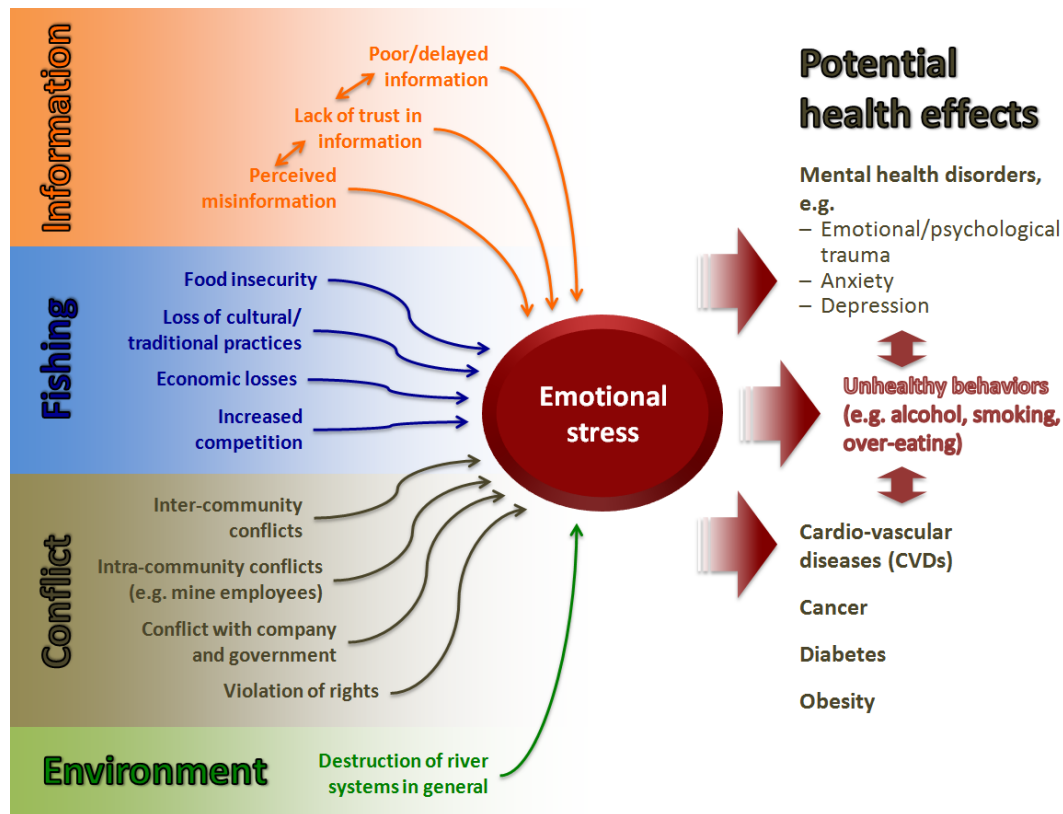 Information
Poor/delayed
information
Lack of trust in
information
Perceived
misinformation
Fishing
Food insecurity
Loss of cultural/
traditional practices
Economic losses
Increased
competition
Conflict
Inter-community
conflicts
Intra-community conflicts
(e.g. mine employees)
Conflict with company
and government
Violation of rights
Environment
Destruction of river
systems in general
Emotional
stress
Potential
health effects
Mental health disorders,
e.g.
– Emotional/psychological
trauma
– Anxiety
– Depression
Unhealthy behaviors
(e.g. alcohol, smoking,
over-eating)
Cardio-vascular
diseases (CVDs)
Cancer
Diabetes
Obesity